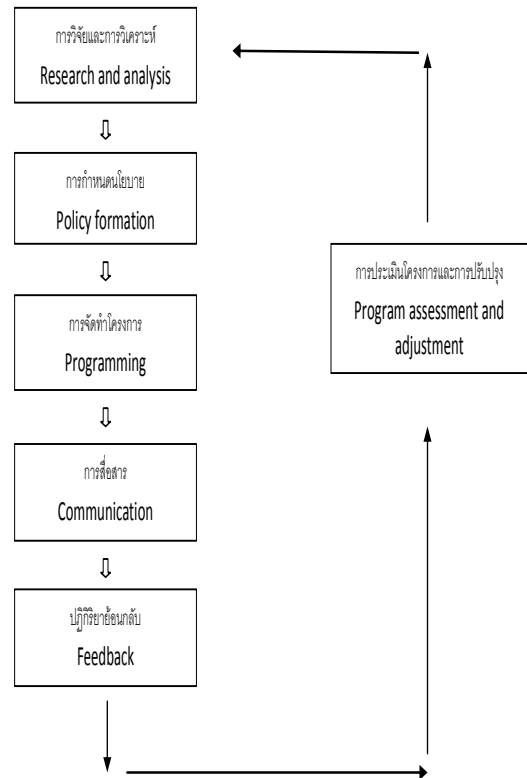 การวิจัยและการวิเคราะห์
Research and analysis
การกำหนดนโยบาย
Policy formation
การจัดทำโครงการ
Programming
การสื่อสาร
Communication
ปฏิกิริยาย้อนกลับ
Feedback
การประเมินโครงการและการปรับปรุง
Program assessment and
adjustment